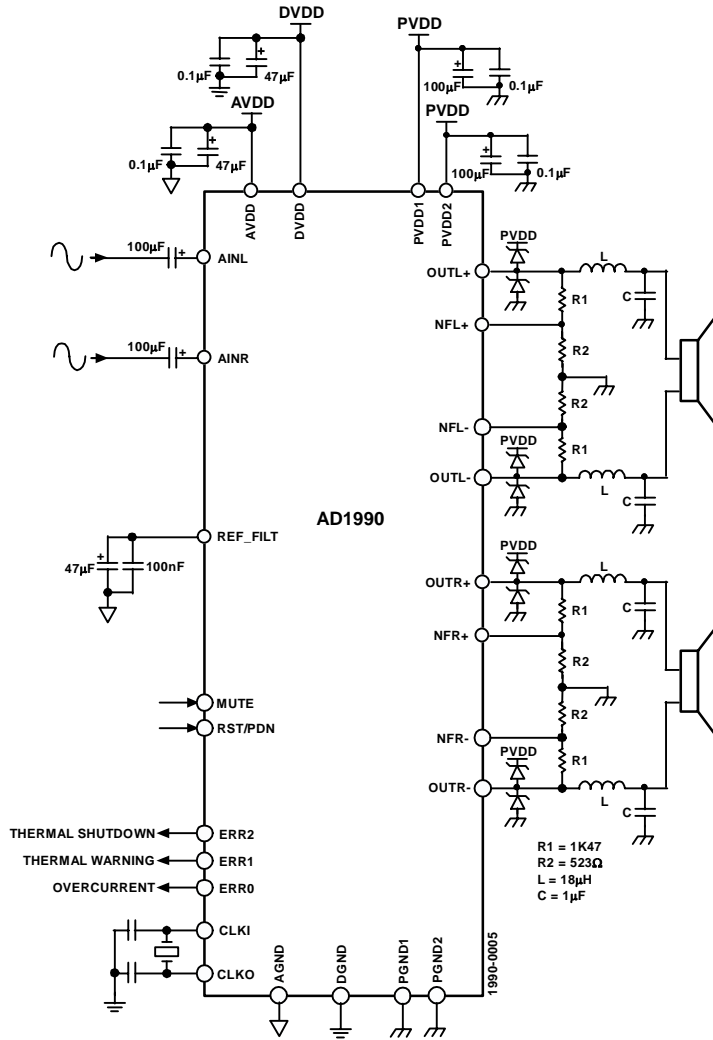 DVDD
PVDD
0.1µF
+
47µF
+
100µF
0.1µF
AVDD
PVDD
0.1µF
+
47µF
+
100µF
0.1µF
AVDD
DVDD
PVDD1
PVDD2
100µF
+
AINL
100µF
+
AINR
REF_FILT
+
47µF
100nF
MUTE
RST/PDN
THERMAL SHUTDOWN
ERR2
THERMAL WARNING
ERR1
OVERCURRENT
ERR0
CLKI
CLKO
AGND
DGND
PGND1
PGND2
AD1990
PVDD
OUTL+
L
C
R1
NFL+
R2
R2
NFL-
PVDD
R1
OUTL-
L
C
PVDD
OUTR+
L
C
R1
NFR+
R2
R2
NFR-
PVDD
R1
OUTR-
L
C
R1 = 1K47
R2 = 523Ω
L = 18µH
C = 1µF
1990-0005